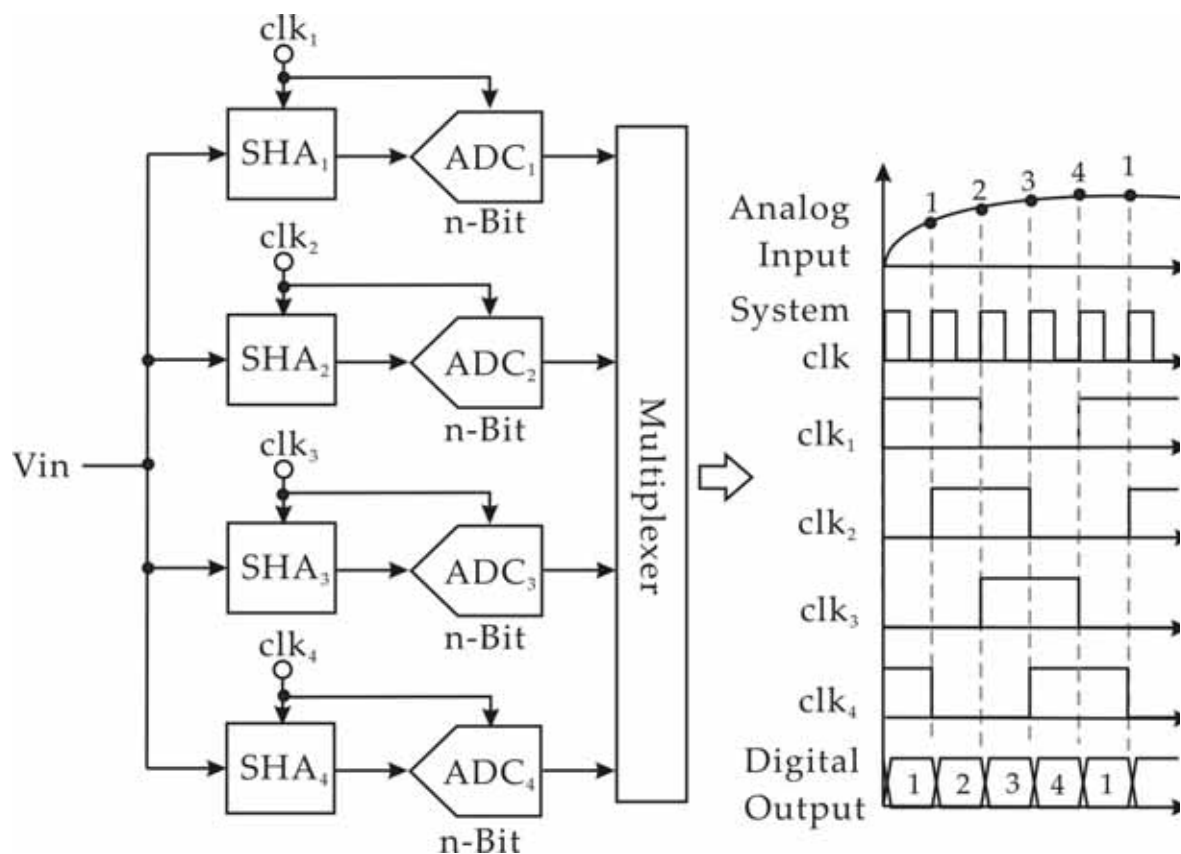 clk₁
SHA₁
ADC₁
n-Bit
clk₂
SHA₂
ADC₂
n-Bit
Vin
clk₃
SHA₃
ADC₃
n-Bit
clk₄
SHA₄
ADC₄
n-Bit
Multiplexer
Analog
Input
1 2 3 4 1
System
clk
clk₁
clk₂
clk₃
clk₄
Digital
Output
1 2 3 4 1